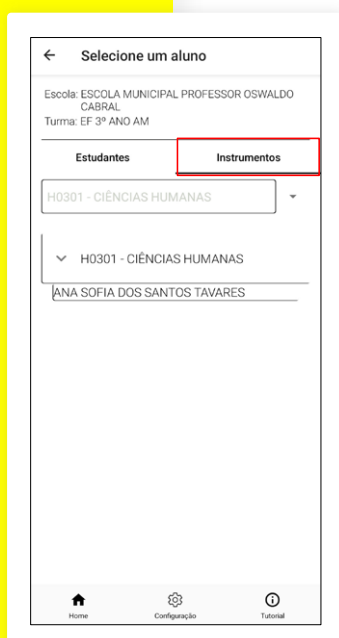 Selecione um aluno
Escola: ESCOLA MUNICIPAL PROFESSOR OSWALDO
CABRAL
Turma: EF 3º ANO AM
Estudantes
Instrumentos
H0301 - CIÊNCIAS HUMANAS
H0301 - CIÊNCIAS HUMANAS
ANA SOFIA DOS SANTOS TAVARES
Home
Configuração
Tutorial